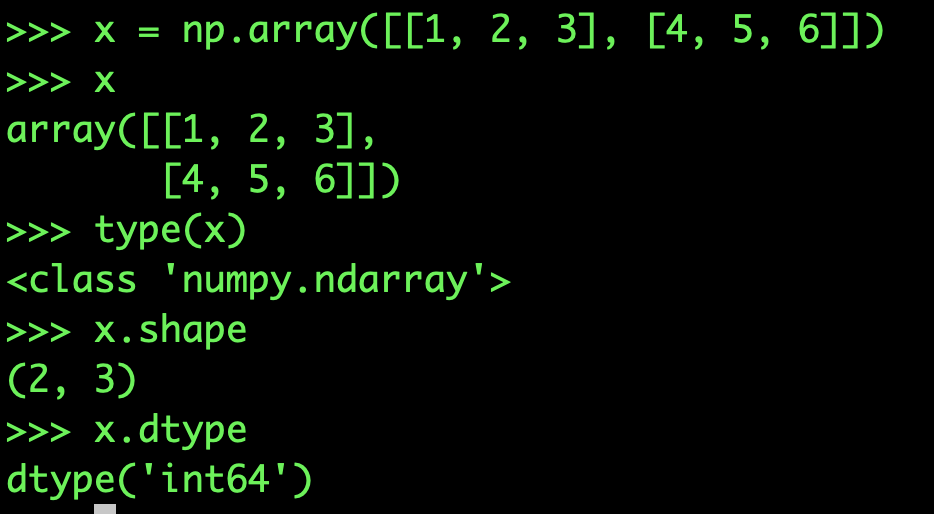 >>> x = np.array([[1, 2, 3], [4, 5, 6]])
>>> x
array([[1, 2, 3],
       [4, 5, 6]])
>>> type(x)
<class 'numpy.ndarray'>
>>> x.shape
(2, 3)
>>> x.dtype
dtype('int64')